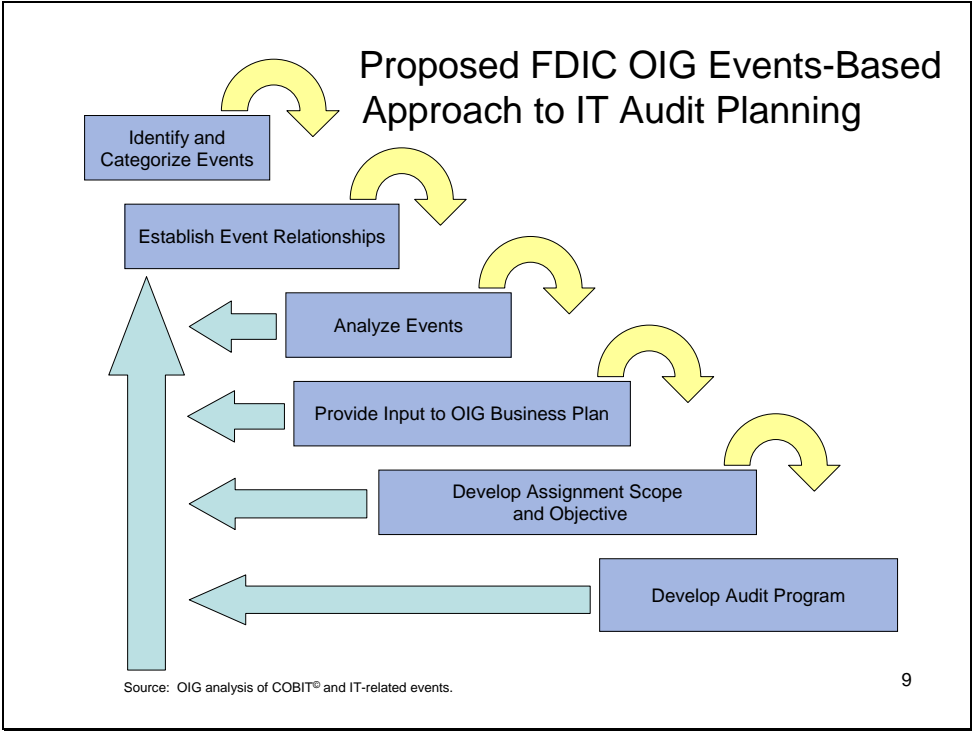 Proposed FDIC OIG Events-Based
Approach to IT Audit Planning
Identify and
Categorize Events
Establish Event Relationships
Analyze Events
Provide Input to OIG Business Plan
Develop Assignment Scope
and Objective
Develop Audit Program
Source:  OIG analysis of COBIT© and IT-related events.
9